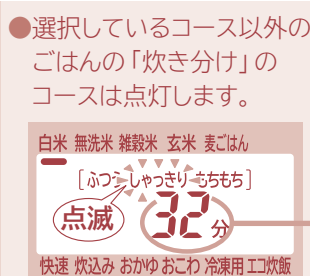 ●選択しているコース以外の
ごはんの「炊き分け」の
コースは点灯します。
白米 無洗米 雑穀米 玄米 麦ごはん
[ふつう しゃっきり もちもち]
点滅
32分
快速 炊込み おかゆ おこわ 冷凍用 エコ炊飯